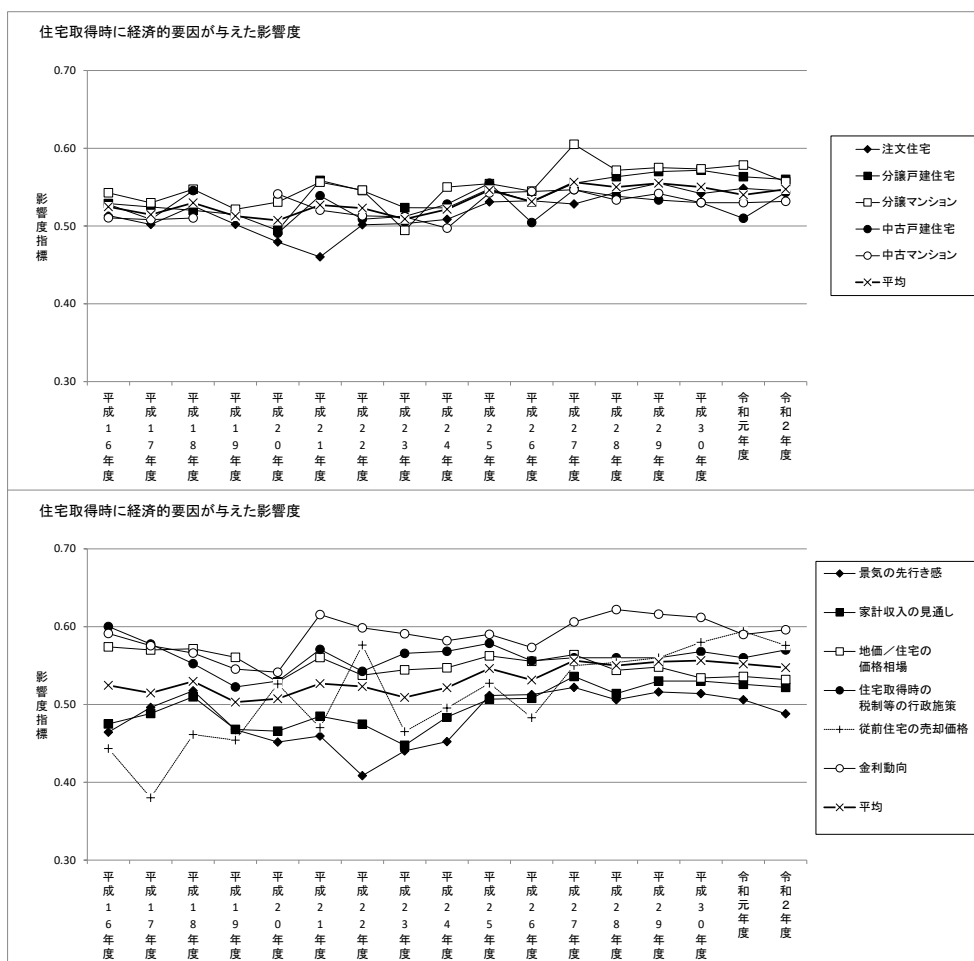 住宅取得時に経済的要因が与えた影響度
0.70
0.60
0.50
0.40
0.30
影響度指標
平成16年度
平成17年度
平成18年度
平成19年度
平成20年度
平成21年度
平成22年度
平成23年度
平成24年度
平成25年度
平成26年度
平成27年度
平成28年度
平成29年度
平成30年度
令和元年度
令和2年度
注文住宅
分譲戸建住宅
分譲マンション
中古戸建住宅
中古マンション
平均
住宅取得時に経済的要因が与えた影響度
0.70
0.60
0.50
0.40
0.30
影響度指標
平成16年度
平成17年度
平成18年度
平成19年度
平成20年度
平成21年度
平成22年度
平成23年度
平成24年度
平成25年度
平成26年度
平成27年度
平成28年度
平成29年度
平成30年度
令和元年度
令和2年度
景気の先行き感
家計収入の見通し
地価／住宅の
価格相場
住宅取得時の
税制等の行政施策
従前住宅の売却価格
金利動向
平均